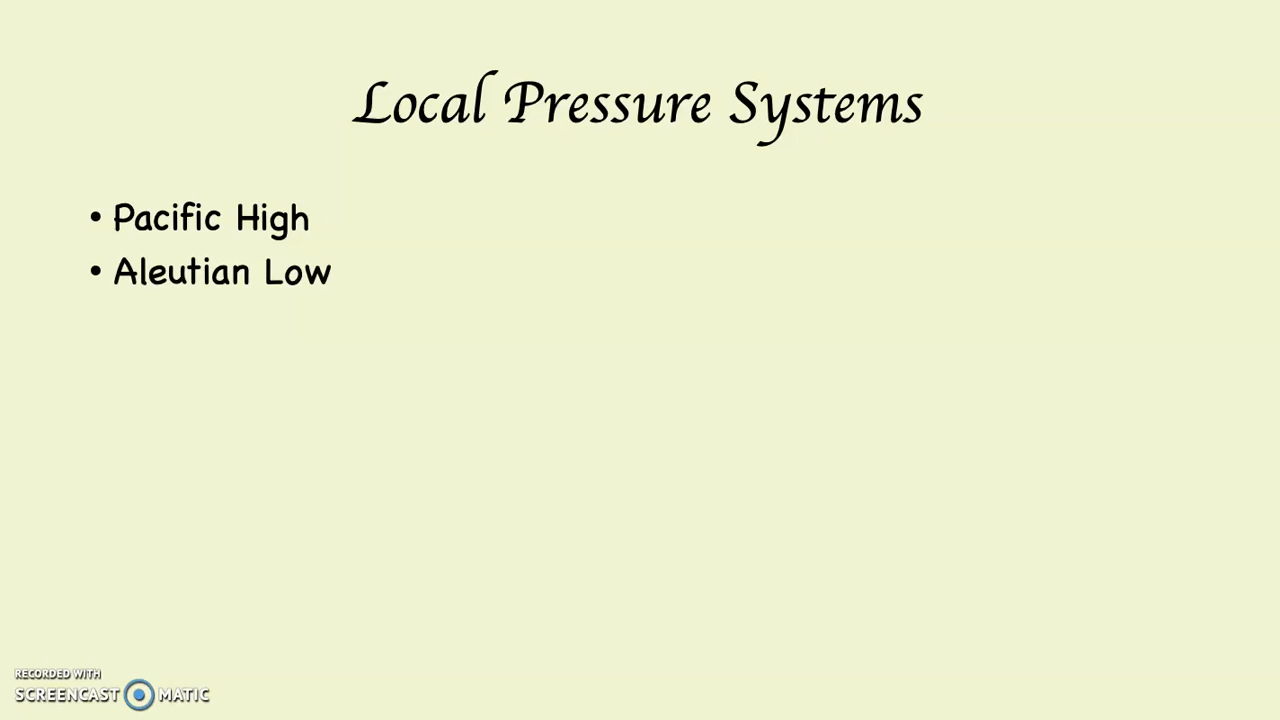 Local Pressure Systems
• Pacific High
• Aleutian Low
RECORDED WITH
SCREENCAST MATIC